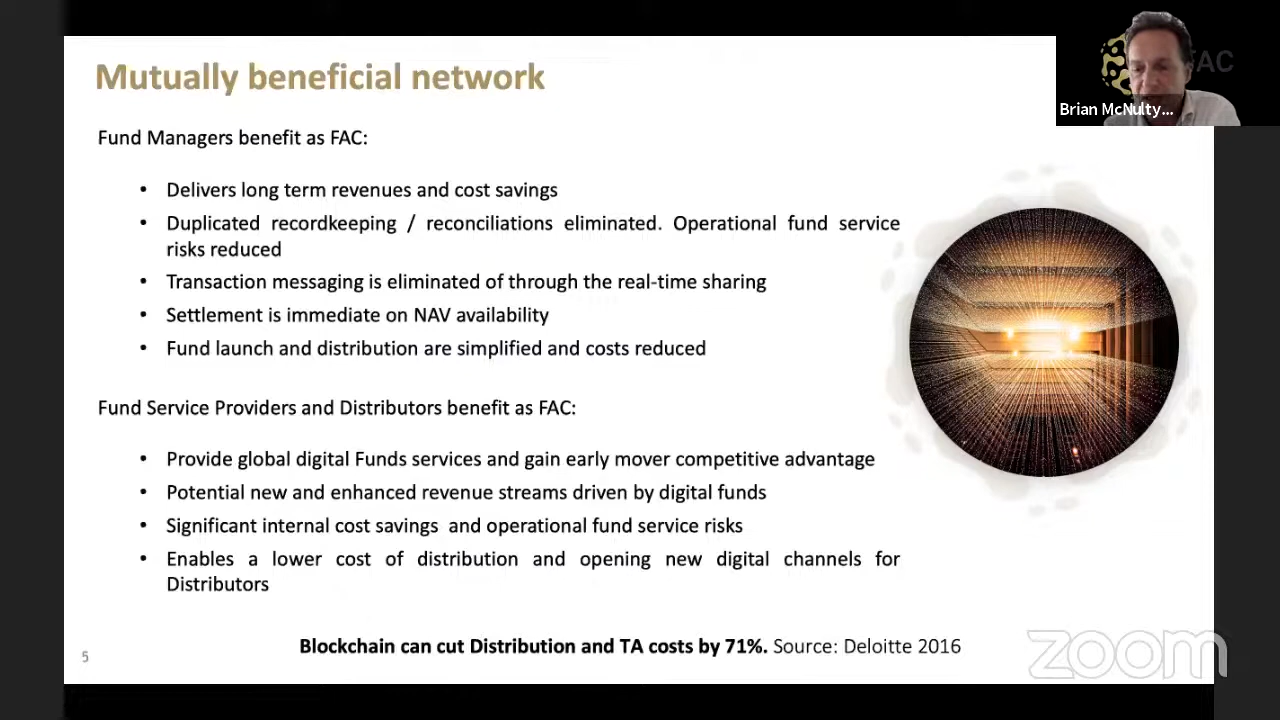 Mutually beneficial network
AC
Brian McNulty...
Fund Managers benefit as FAC:
• Delivers long term revenues and cost savings
• Duplicated recordkeeping / reconciliations eliminated. Operational fund service
risks reduced
• Transaction messaging is eliminated of through the real-time sharing
• Settlement is immediate on NAV availability
• Fund launch and distribution are simplified and costs reduced
Fund Service Providers and Distributors benefit as FAC:
• Provide global digital Funds services and gain early mover competitive advantage
• Potential new and enhanced revenue streams driven by digital funds
• Significant internal cost savings and operational fund service risks
• Enables a lower cost of distribution and opening new digital channels for
Distributors
Blockchain can cut Distribution and TA costs by 71%. Source: Deloitte 2016
5
zoom